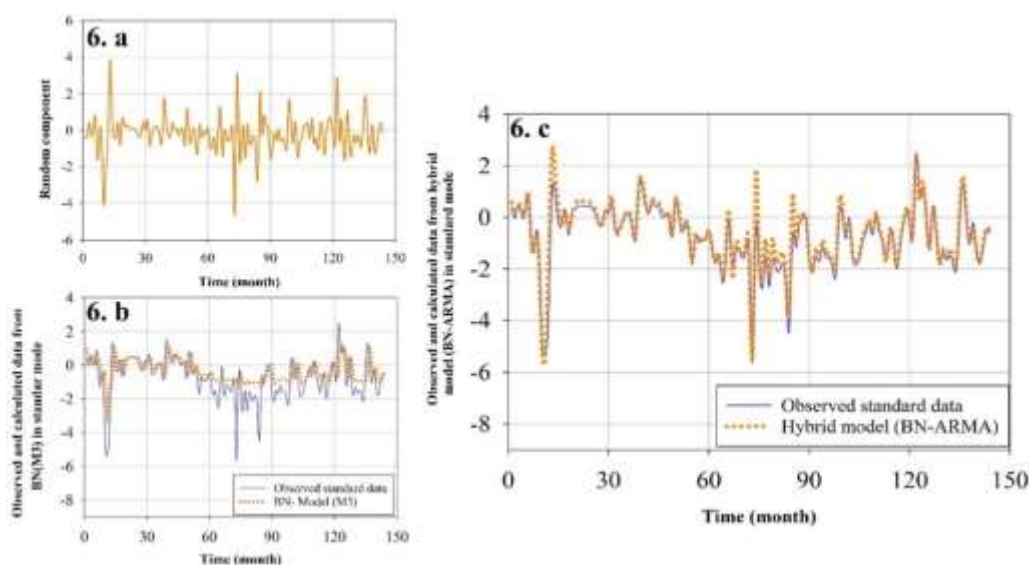 6. a
Random component
6
4
2
0
-2
-4
-6
0 30 60 90 120 150
Time (month)
6. b
Observed and calculated data from
BN(M3) in standar mode
4
2
0
-2
-4
-6
-8
Observed standard data
BN- Model (M3)
0 30 60 90 120 150
Time (month)
6. c
Observed and calculated data from hybrid
model (BN-ARMA) in standard mode
4
2
0
-2
-4
-6
-8
Observed standard data
Hybrid model (BN-ARMA)
0 30 60 90 120 150
Time (month)